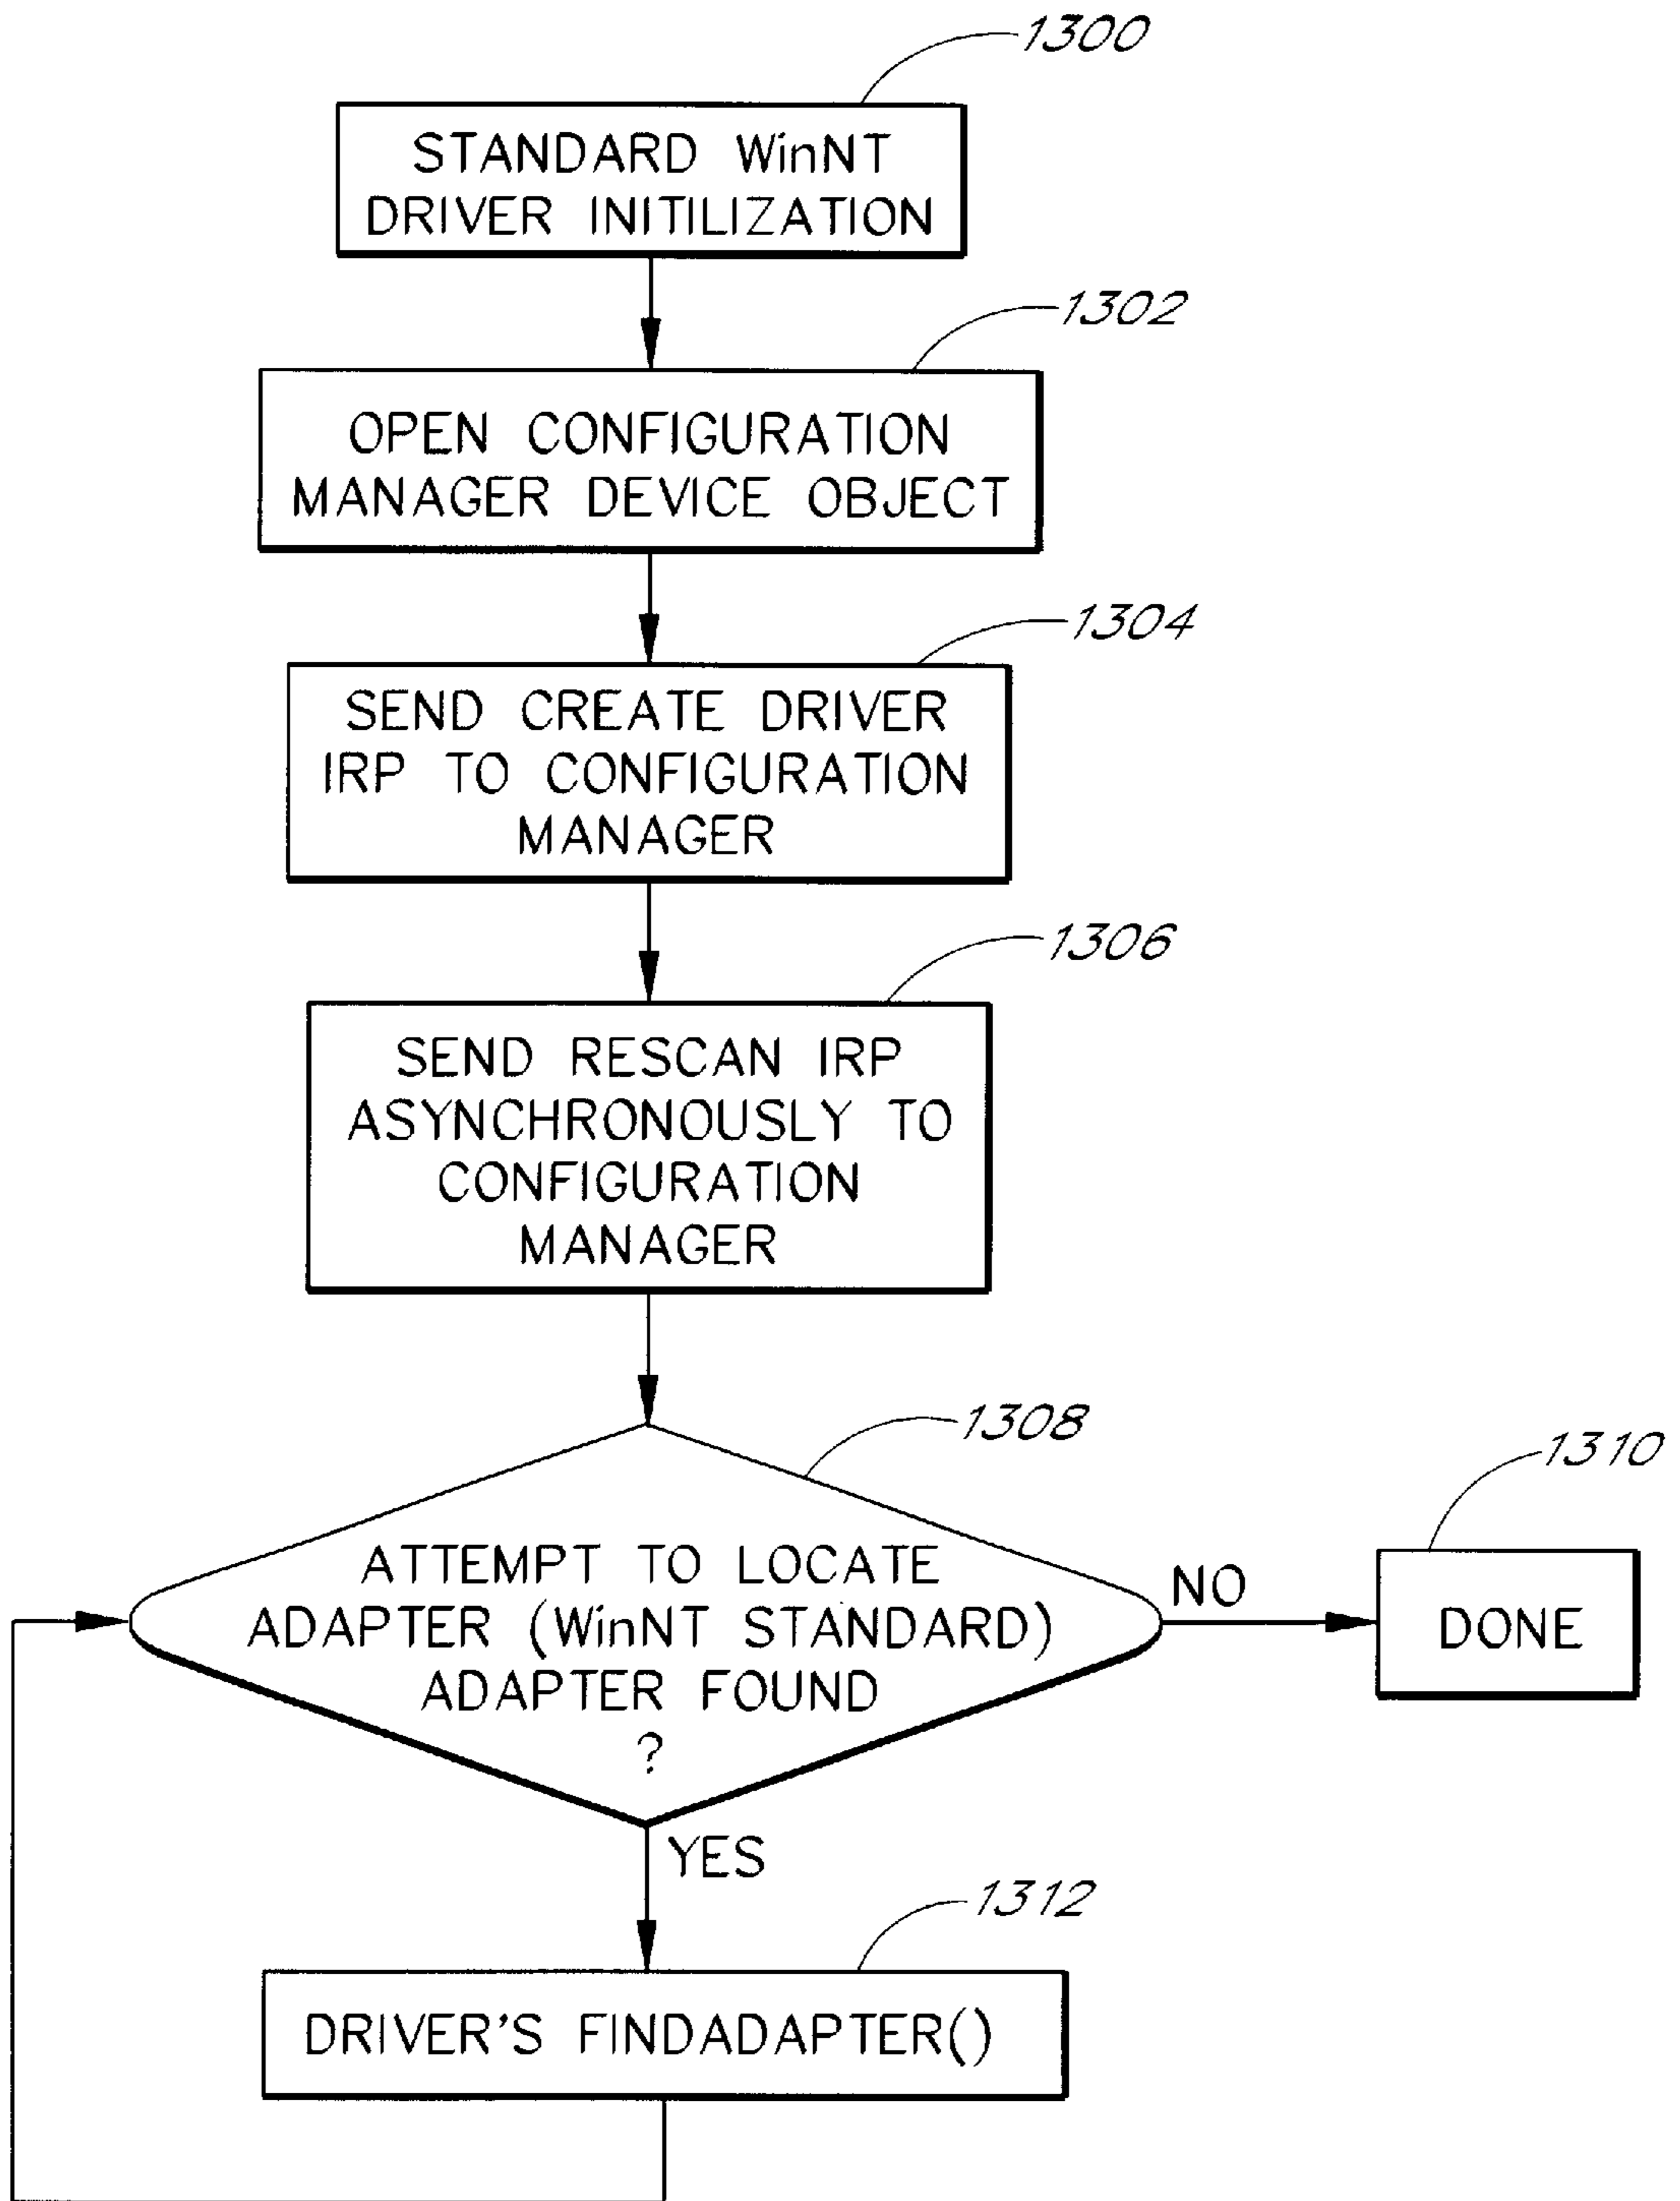 1300
STANDARD WinNT
DRIVER INITILIZATION
1302
OPEN CONFIGURATION
MANAGER DEVICE OBJECT
1304
SEND CREATE DRIVER
IRP TO CONFIGURATION
MANAGER
1306
SEND RESCAN IRP
ASYNCHRONOUSLY TO
CONFIGURATION
MANAGER
1308
ATTEMPT TO LOCATE
ADAPTER (WinNT STANDARD)
ADAPTER FOUND
?
NO
1310
DONE
YES
1312
DRIVER'S FINDADAPTER()